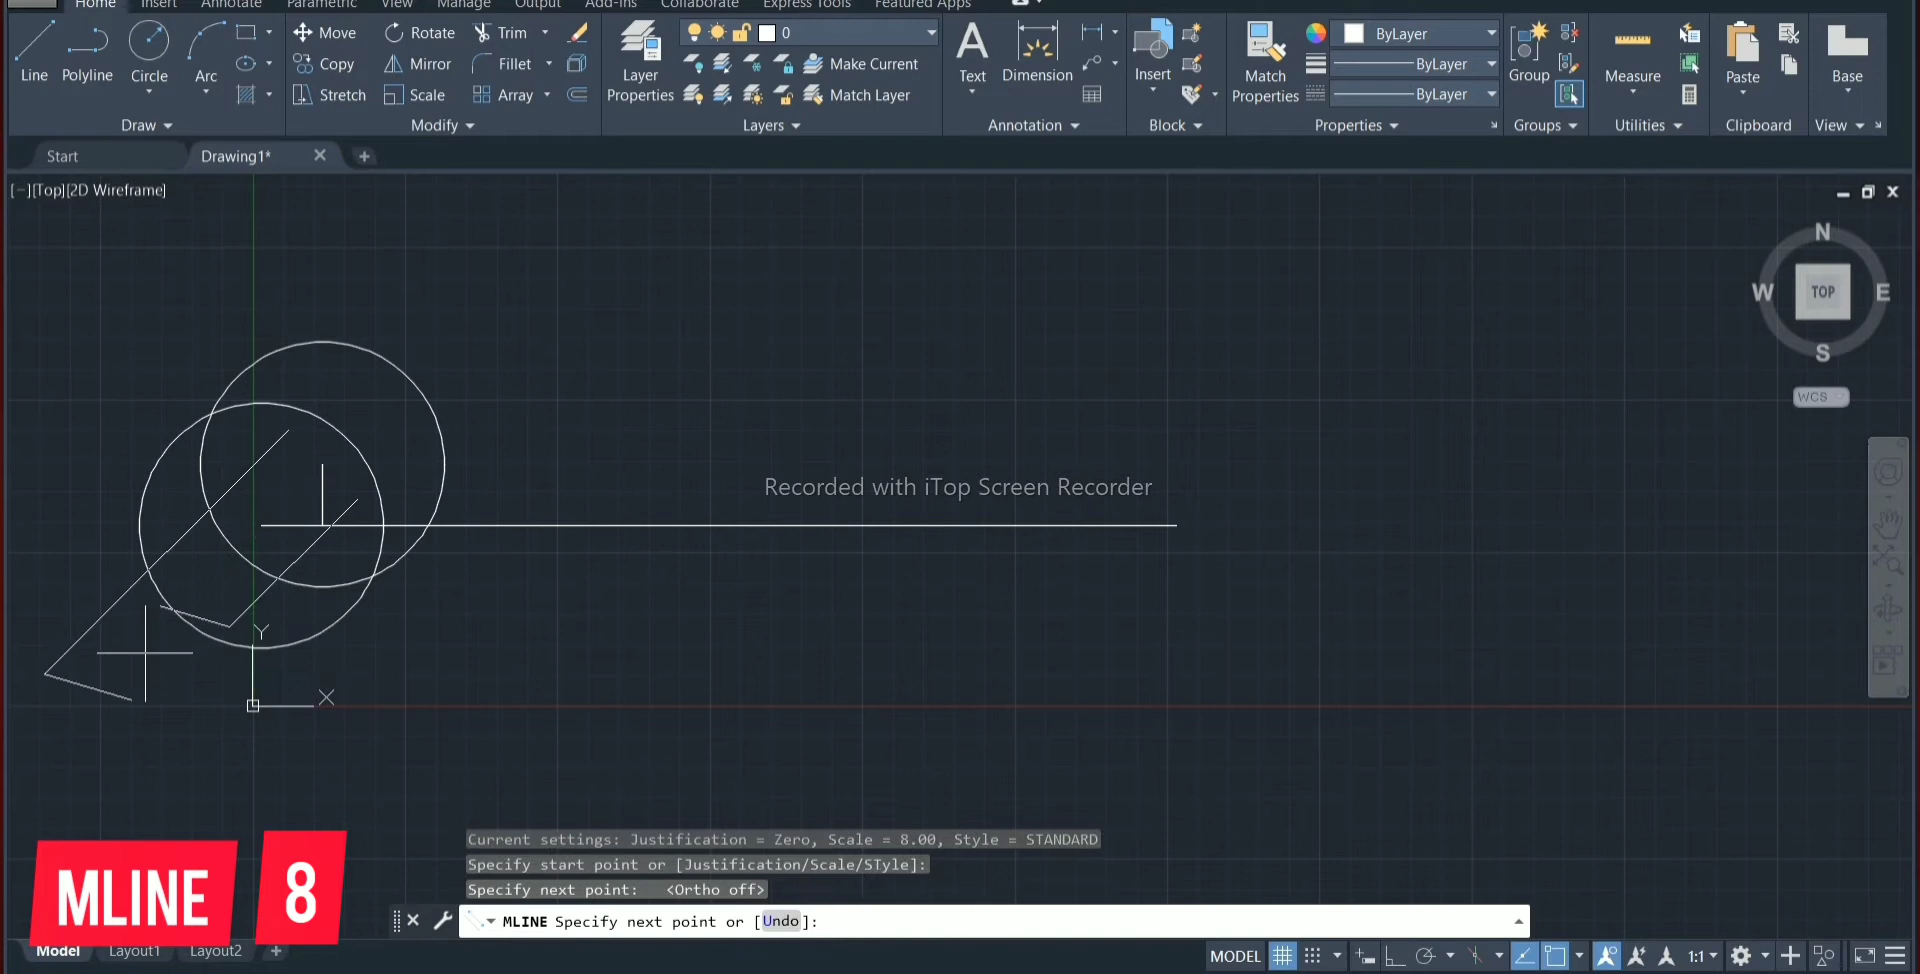 Home Insert Annotate Parametric View Manage Output Add-ins Collaborate Express Tools Featured Apps
Line Polyline Circle Arc
Move Rotate Trim
Copy Mirror Fillet
Stretch Scale Array
Layer Properties
0
Make Current
Match Layer
Text Dimension
Insert
Match Properties
ByLayer
ByLayer
ByLayer
Group
Measure
Paste
Base
Draw Modify Layers Annotation Block Properties Groups Utilities Clipboard View
Start Drawing1*
[−][Top][2D Wireframe]
N
W TOP E
S
WCS
Recorded with iTop Screen Recorder
Y
X
Current settings: Justification = Zero, Scale = 8.00, Style = STANDARD
Specify start point or [Justification/Scale/STyle]:
Specify next point: <Ortho off>
MLINE Specify next point or [Undo]:
MLINE 8
Model Layout1 Layout2
MODEL 1:1